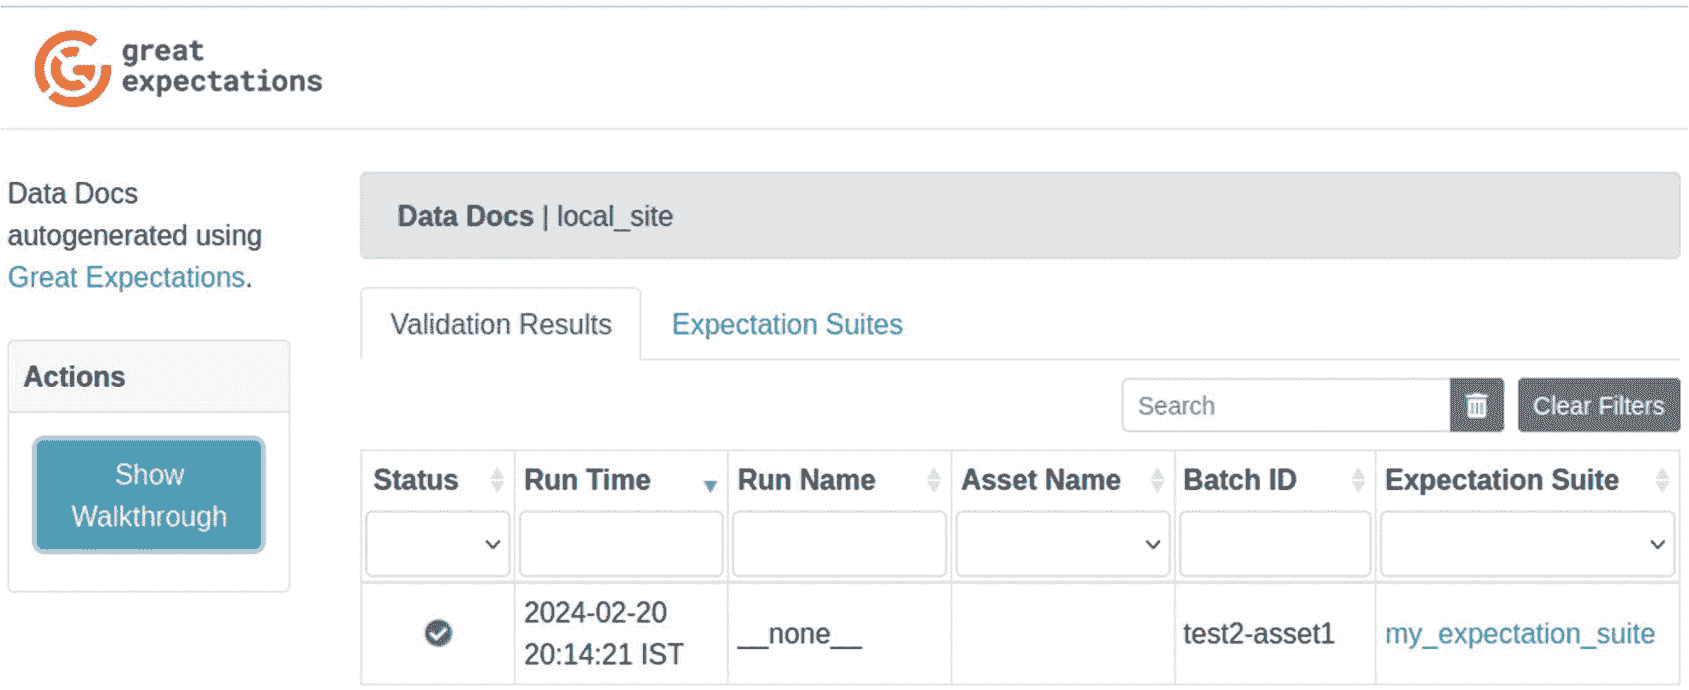 great
expectations
Data Docs
autogenerated using
Great Expectations.
Actions
Show
Walkthrough
Data Docs | local_site
Validation Results
Expectation Suites
Search
Clear Filters
Status
Run Time
Run Name
Asset Name
Batch ID
Expectation Suite
2024-02-20
20:14:21 IST
__none__
test2-asset1
my_expectation_suite